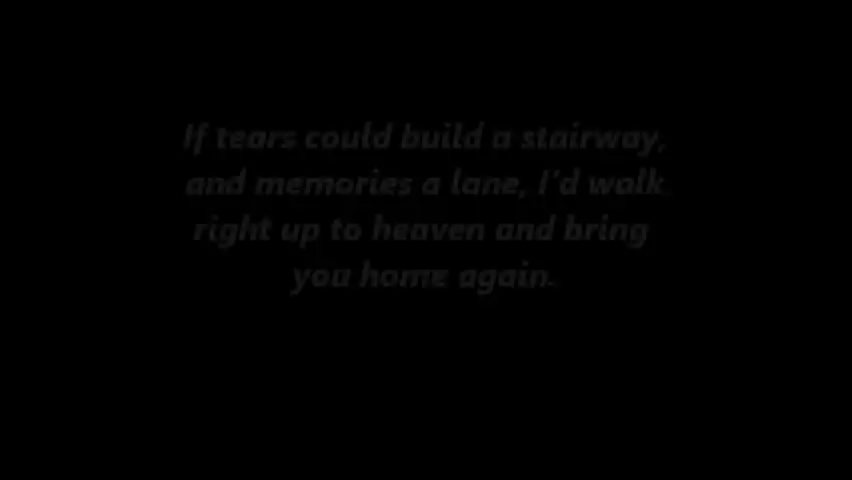 If tears could build a stairway,
and memories a lane, I'd walk
right up to heaven and bring
you home again.